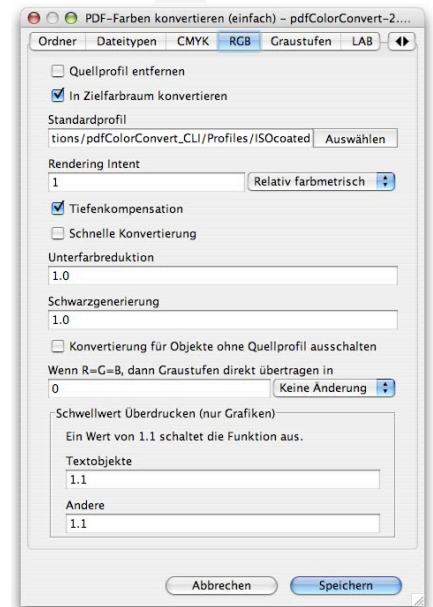 PDF-Farben konvertieren (einfach) – pdfColorConvert-2....
Ordner Dateitypen CMYK RGB Graustufen LAB
Quellprofil entfernen
In Zielfarbraum konvertieren
Standardprofil
tions/pdfColorConvert_CLI/Profiles/ISOcoated Auswählen
Rendering Intent
1 Relativ farbmetrisch
Tiefenkompensation
Schnelle Konvertierung
Unterfarbreduktion
1.0
Schwarzgenerierung
1.0
Konvertierung für Objekte ohne Quellprofil ausschalten
Wenn R=G=B, dann Graustufen direkt übertragen in
0 Keine Änderung
Schwellwert Überdrucken (nur Grafiken)
Ein Wert von 1.1 schaltet die Funktion aus.
Textobjekte
1.1
Andere
1.1
Abbrechen Speichern